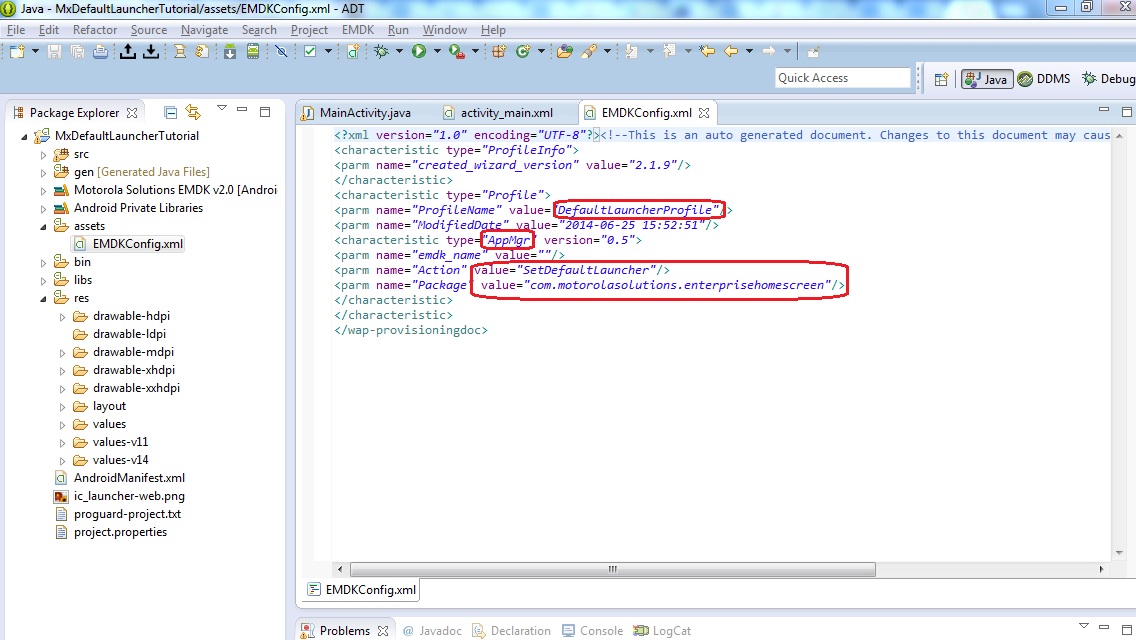 Java - MxDefaultLauncherTutorial/assets/EMDKConfig.xml - ADT
File Edit Refactor Source Navigate Search Project EMDK Run Window Help
Quick Access
Java
DDMS
Debug
Package Explorer
MxDefaultLauncherTutorial
src
gen [Generated Java Files]
Motorola Solutions EMDK v2.0 [Androi
Android Private Libraries
assets
EMDKConfig.xml
bin
libs
res
drawable-hdpi
drawable-ldpi
drawable-mdpi
drawable-xhdpi
drawable-xxhdpi
layout
values
values-v11
values-v14
AndroidManifest.xml
ic_launcher-web.png
proguard-project.txt
project.properties
MainActivity.java
activity_main.xml
EMDKConfig.xml
<?xml version="1.0" encoding="UTF-8"?><!--This is an auto generated document. Changes to this document may caus
<characteristic type="ProfileInfo">
<parm name="created_wizard_version" value="2.1.9"/>
</characteristic>
<characteristic type="Profile">
<parm name="ProfileName" value="DefaultLauncherProfile"/>
<parm name="ModifiedDate" value="2014-06-25 15:52:51"/>
<characteristic type="AppMgr" version="0.5">
<parm name="emdk_name" value=""/>
<parm name="Action" value="SetDefaultLauncher"/>
<parm name="Package" value="com.motorolasolutions.enterprisehomescreen"/>
</characteristic>
</characteristic>
</wap-provisioningdoc>
EMDKConfig.xml
Problems
@ Javadoc
Declaration
Console
LogCat